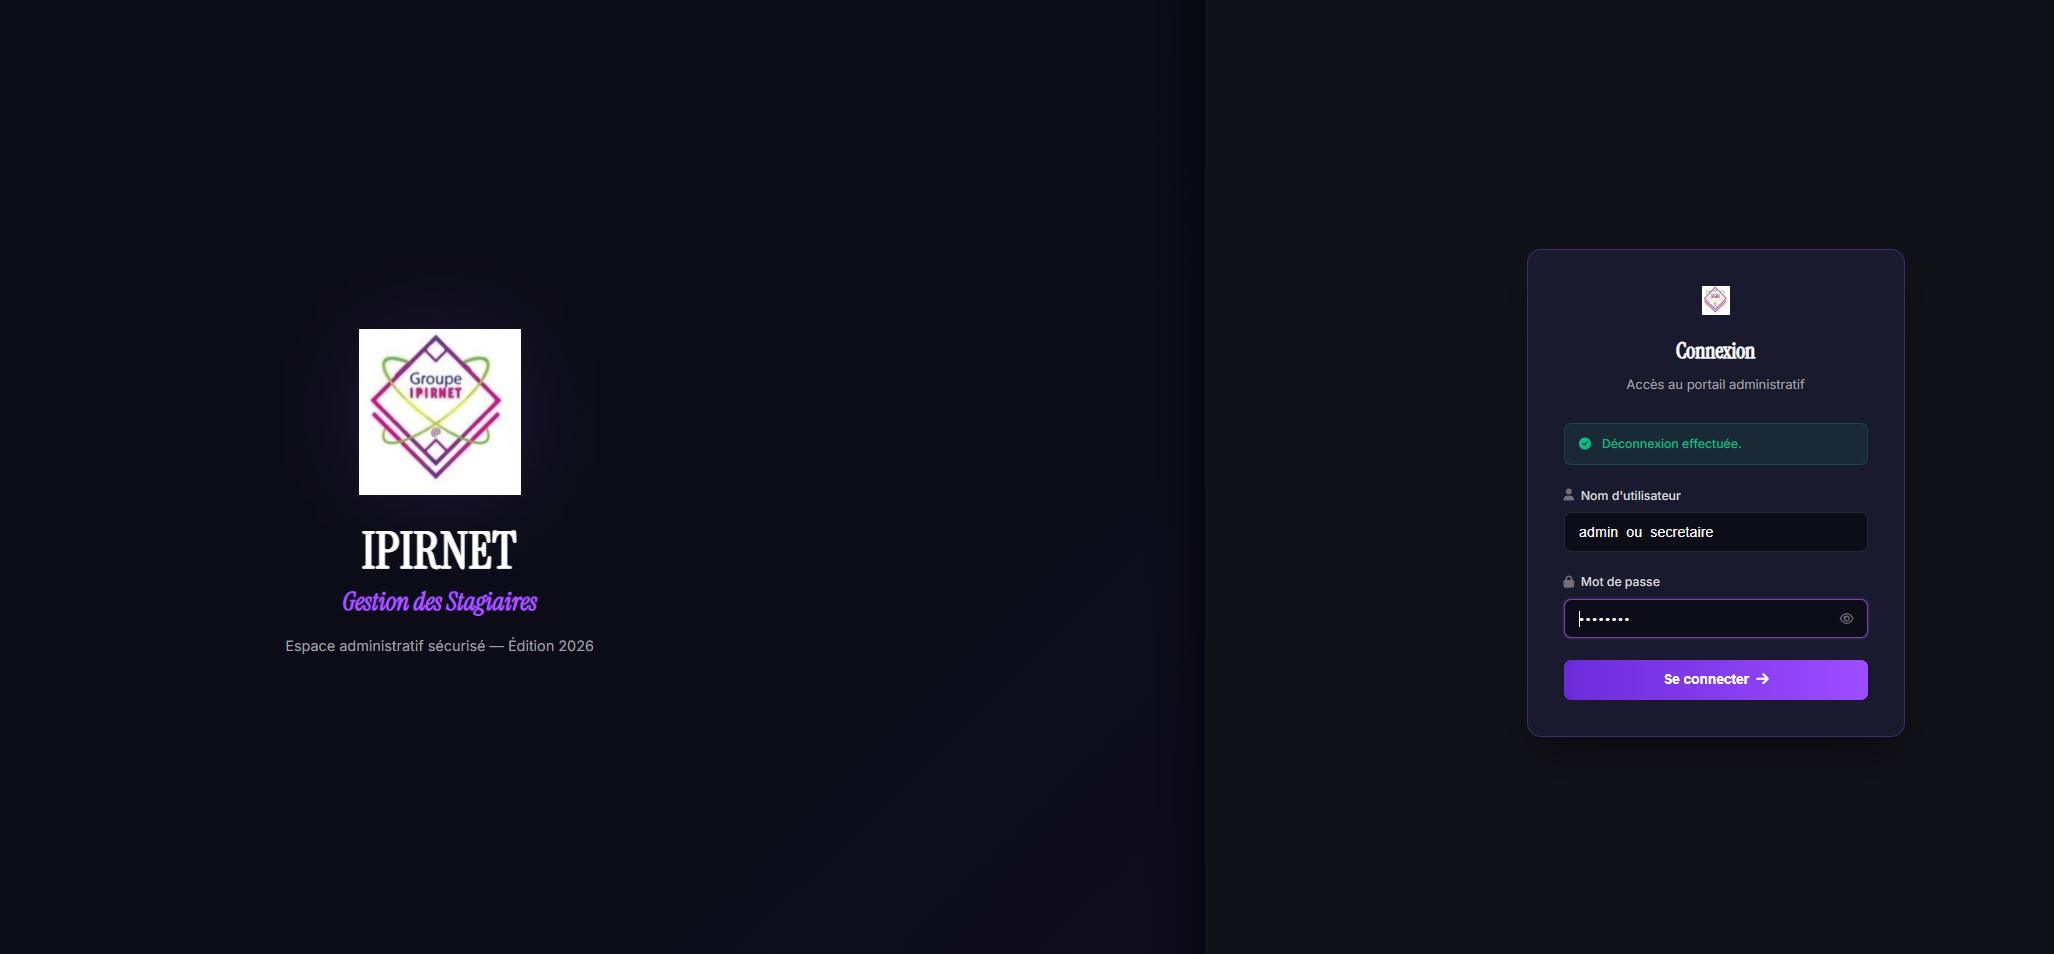 Groupe
IPIRNET
@
IPIRNET
Gestion des Stagiaires
Espace administratif sécurisé — Édition 2026
Connexion
Accès au portail administratif
Déconnexion effectuée.
Nom d'utilisateur
admin ou secretaire
Mot de passe
••••••••
Se connecter →